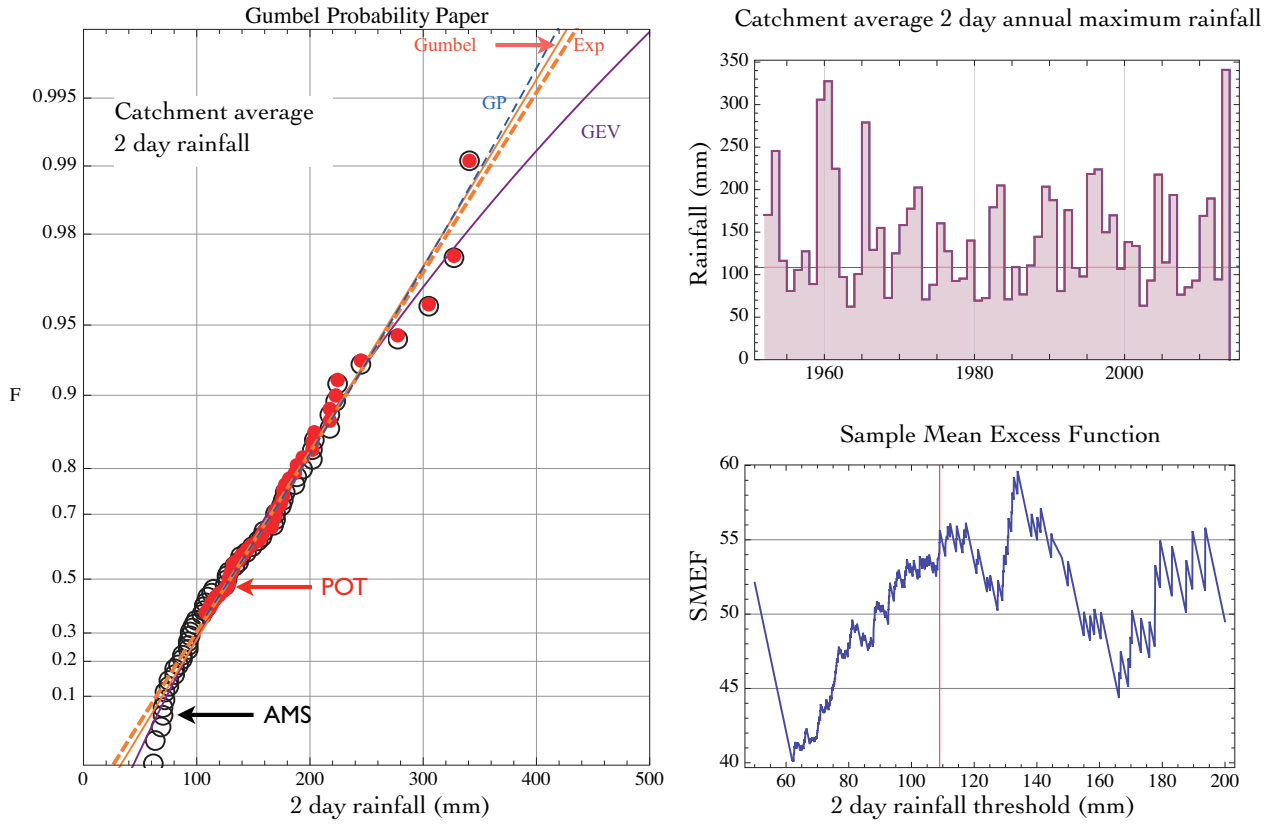 Gumbel Probability Paper
Gumbel
Exp
GP
GEV
Catchment average
2 day rainfall
0.995
0.99
0.98
0.95
F
0.9
0.8
0.7
0.5
0.3
0.2
0.1
POT
AMS
0 100 200 300 400 500
2 day rainfall (mm)
Catchment average 2 day annual maximum rainfall
Rainfall (mm)
350
300
250
200
150
100
50
0
1960 1980 2000
Sample Mean Excess Function
SMEF
60
55
50
45
40
60 80 100 120 140 160 180 200
2 day rainfall threshold (mm)